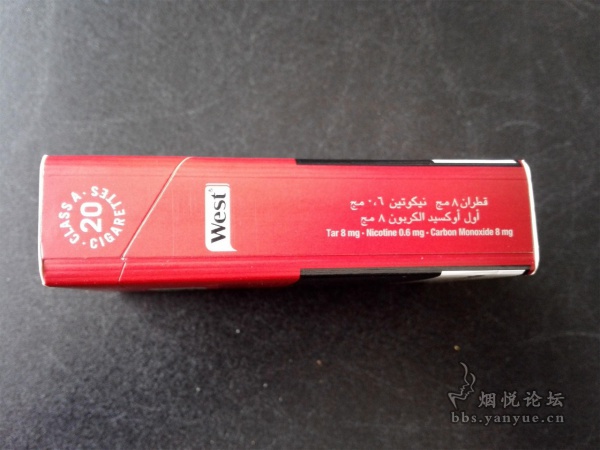 CLASS A · CIGARETTES ·
20
West
قطران ٨ مج نيكوتين ٠،٦ مج
أول أوكسيد الكربون ٨ مج
Tar 8 mg - Nicotine 0.6 mg - Carbon Monoxide 8 mg
烟悦论坛
bbs.yanyue.cn